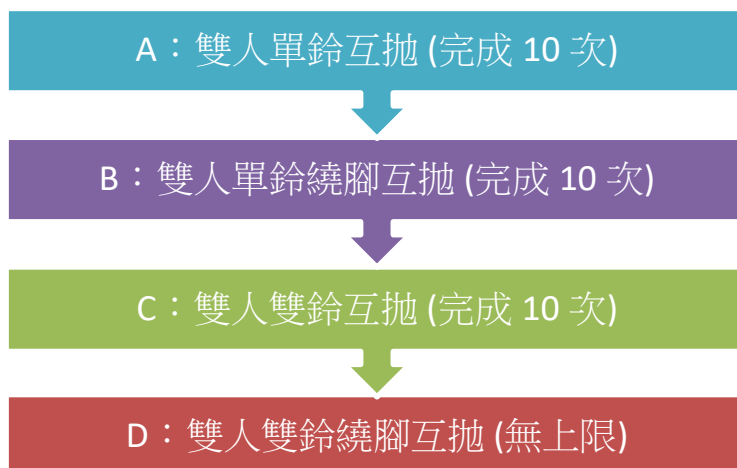 A：雙人單鈴互拋 (完成 10 次)
B：雙人單鈴繞腳互拋 (完成 10 次)
C：雙人雙鈴互拋 (完成 10 次)
D：雙人雙鈴繞腳互拋 (無上限)